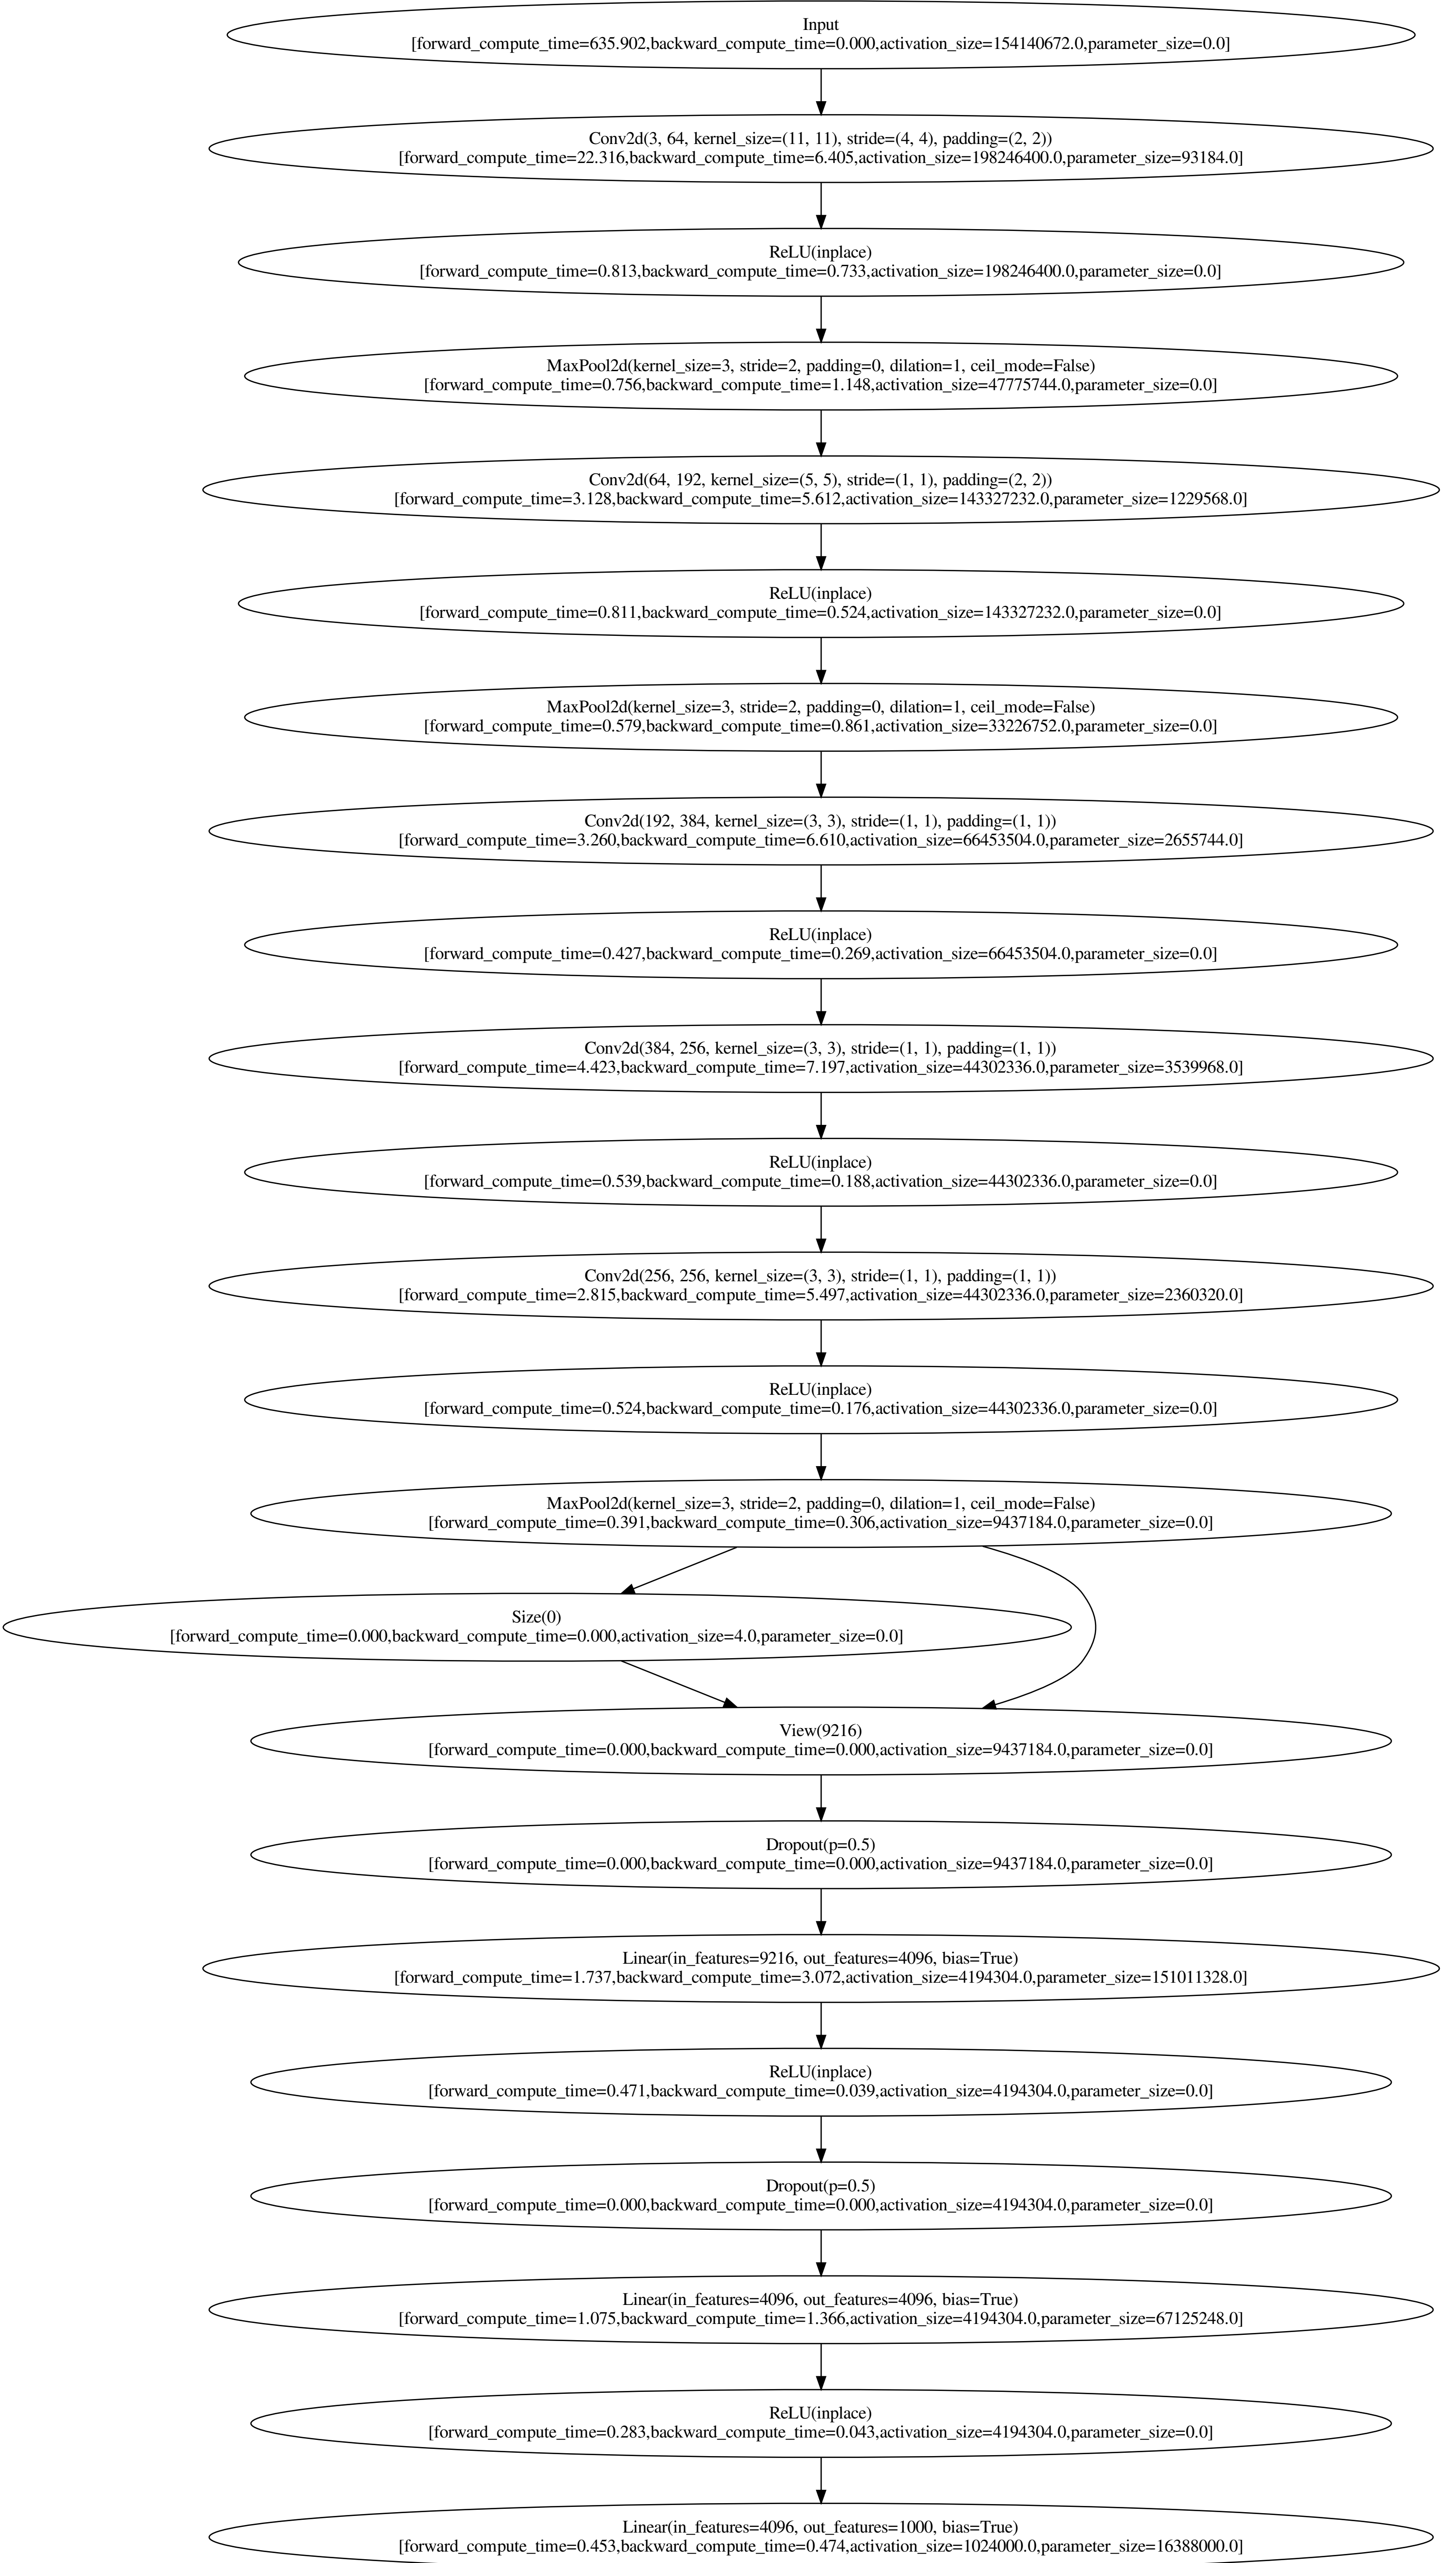 Input
[forward_compute_time=635.902,backward_compute_time=0.000,activation_size=154140672.0,parameter_size=0.0]
Conv2d(3, 64, kernel_size=(11, 11), stride=(4, 4), padding=(2, 2))
[forward_compute_time=22.316,backward_compute_time=6.405,activation_size=198246400.0,parameter_size=93184.0]
ReLU(inplace)
[forward_compute_time=0.813,backward_compute_time=0.733,activation_size=198246400.0,parameter_size=0.0]
MaxPool2d(kernel_size=3, stride=2, padding=0, dilation=1, ceil_mode=False)
[forward_compute_time=0.756,backward_compute_time=1.148,activation_size=47775744.0,parameter_size=0.0]
Conv2d(64, 192, kernel_size=(5, 5), stride=(1, 1), padding=(2, 2))
[forward_compute_time=3.128,backward_compute_time=5.612,activation_size=143327232.0,parameter_size=1229568.0]
ReLU(inplace)
[forward_compute_time=0.811,backward_compute_time=0.524,activation_size=143327232.0,parameter_size=0.0]
MaxPool2d(kernel_size=3, stride=2, padding=0, dilation=1, ceil_mode=False)
[forward_compute_time=0.579,backward_compute_time=0.861,activation_size=33226752.0,parameter_size=0.0]
Conv2d(192, 384, kernel_size=(3, 3), stride=(1, 1), padding=(1, 1))
[forward_compute_time=3.260,backward_compute_time=6.610,activation_size=66453504.0,parameter_size=2655744.0]
ReLU(inplace)
[forward_compute_time=0.427,backward_compute_time=0.269,activation_size=66453504.0,parameter_size=0.0]
Conv2d(384, 256, kernel_size=(3, 3), stride=(1, 1), padding=(1, 1))
[forward_compute_time=4.423,backward_compute_time=7.197,activation_size=44302336.0,parameter_size=3539968.0]
ReLU(inplace)
[forward_compute_time=0.539,backward_compute_time=0.188,activation_size=44302336.0,parameter_size=0.0]
Conv2d(256, 256, kernel_size=(3, 3), stride=(1, 1), padding=(1, 1))
[forward_compute_time=2.815,backward_compute_time=5.497,activation_size=44302336.0,parameter_size=2360320.0]
ReLU(inplace)
[forward_compute_time=0.524,backward_compute_time=0.176,activation_size=44302336.0,parameter_size=0.0]
MaxPool2d(kernel_size=3, stride=2, padding=0, dilation=1, ceil_mode=False)
[forward_compute_time=0.391,backward_compute_time=0.306,activation_size=9437184.0,parameter_size=0.0]
Size(0)
[forward_compute_time=0.000,backward_compute_time=0.000,activation_size=4.0,parameter_size=0.0]
View(9216)
[forward_compute_time=0.000,backward_compute_time=0.000,activation_size=9437184.0,parameter_size=0.0]
Dropout(p=0.5)
[forward_compute_time=0.000,backward_compute_time=0.000,activation_size=9437184.0,parameter_size=0.0]
Linear(in_features=9216, out_features=4096, bias=True)
[forward_compute_time=1.737,backward_compute_time=3.072,activation_size=4194304.0,parameter_size=151011328.0]
ReLU(inplace)
[forward_compute_time=0.471,backward_compute_time=0.039,activation_size=4194304.0,parameter_size=0.0]
Dropout(p=0.5)
[forward_compute_time=0.000,backward_compute_time=0.000,activation_size=4194304.0,parameter_size=0.0]
Linear(in_features=4096, out_features=4096, bias=True)
[forward_compute_time=1.075,backward_compute_time=1.366,activation_size=4194304.0,parameter_size=67125248.0]
ReLU(inplace)
[forward_compute_time=0.283,backward_compute_time=0.043,activation_size=4194304.0,parameter_size=0.0]
Linear(in_features=4096, out_features=1000, bias=True)
[forward_compute_time=0.453,backward_compute_time=0.474,activation_size=1024000.0,parameter_size=16388000.0]